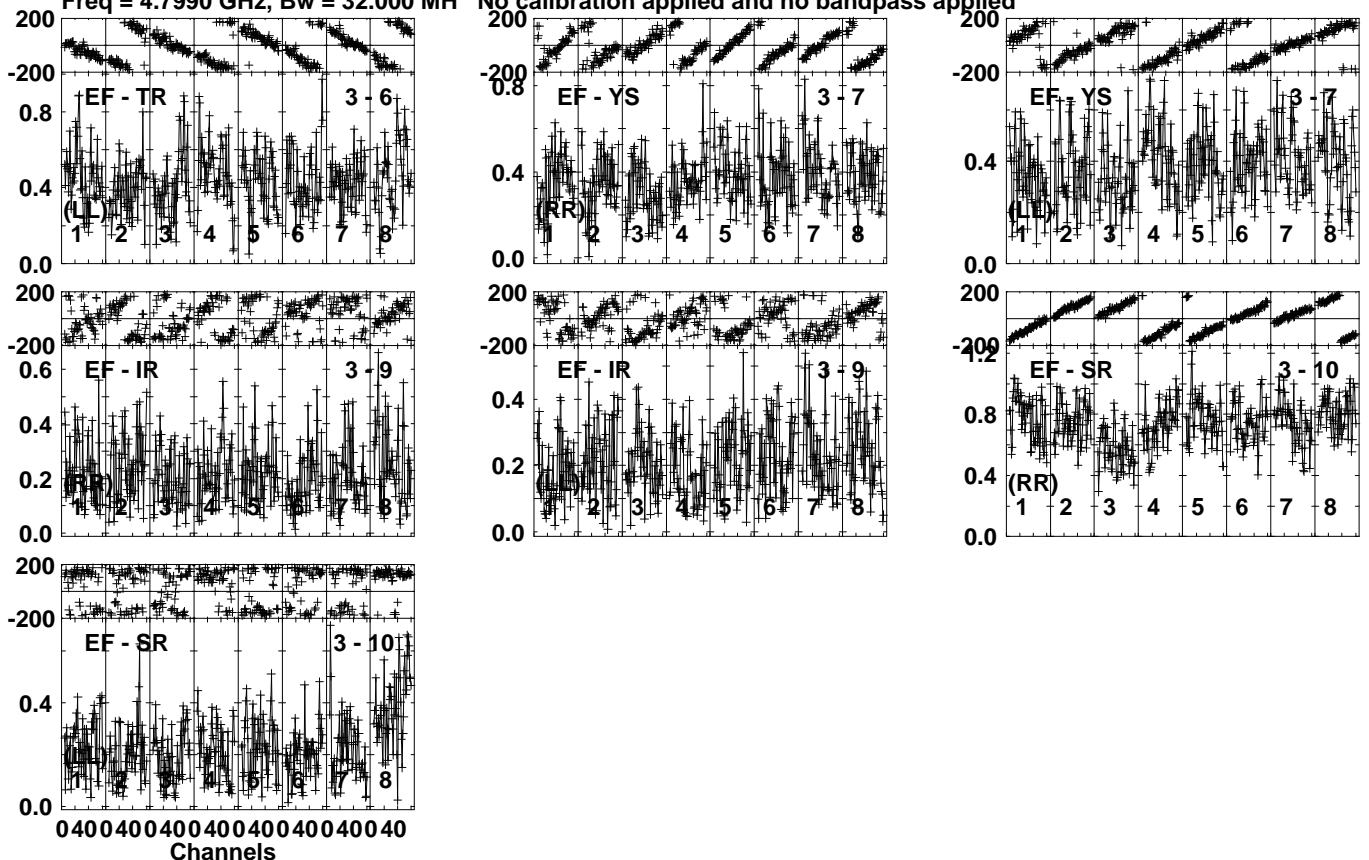 Freq = 4.7990 GHz, Bw = 32.000 MH No calibration applied and no bandpass applied
200
-200
EF - TR 3 - 6
0.8
0.4
(LL)
1 2 3 4 5 6 7 8
0.0
200
-200
EF - YS 3 - 7
0.8
0.4
(RR)
1 2 3 4 5 6 7 8
0.0
200
-200
EF - YS 3 - 7
0.4
(LL)
1 2 3 4 5 6 7 8
0.0
200
-200
EF - IR 3 - 9
0.6
0.4
0.2
(RR)
1 2 3 4 5 6 7 8
0.0
200
-200
EF - IR 3 - 9
0.4
0.2
(LL)
1 2 3 4 5 6 7 8
0.0
200
-200
1.2
EF - SR 3 - 10
0.8
0.4
(RR)
1 2 3 4 5 6 7 8
0.0
200
-200
EF - SR 3 - 10
0.4
(LL)
1 2 3 4 5 6 7 8
0.0
0 40 0 40 0 40 0 40 0 40 0 40 0 40 0 40
Channels